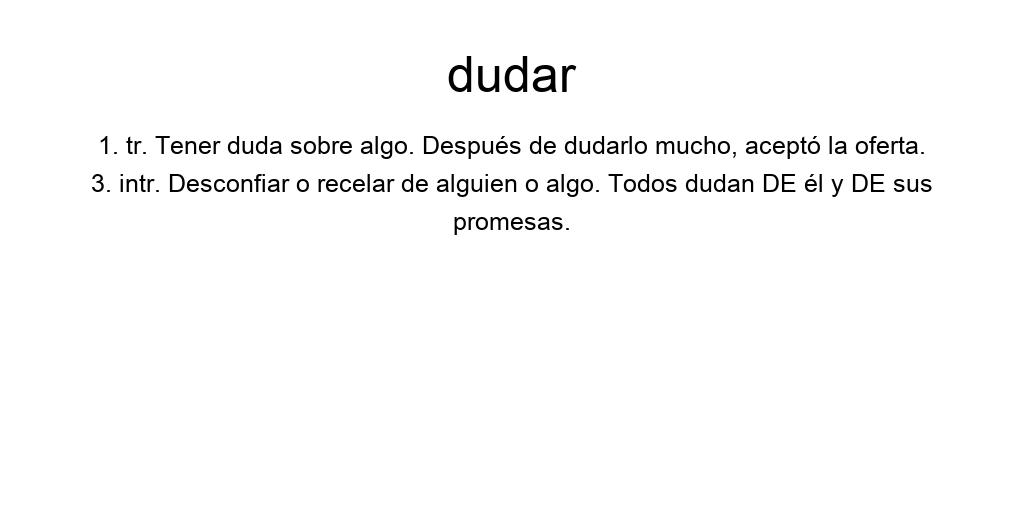 dudar
1. tr. Tener duda sobre algo. Después de dudarlo mucho, aceptó la oferta.
3. intr. Desconfiar o recelar de alguien o algo. Todos dudan DE él y DE sus
promesas.